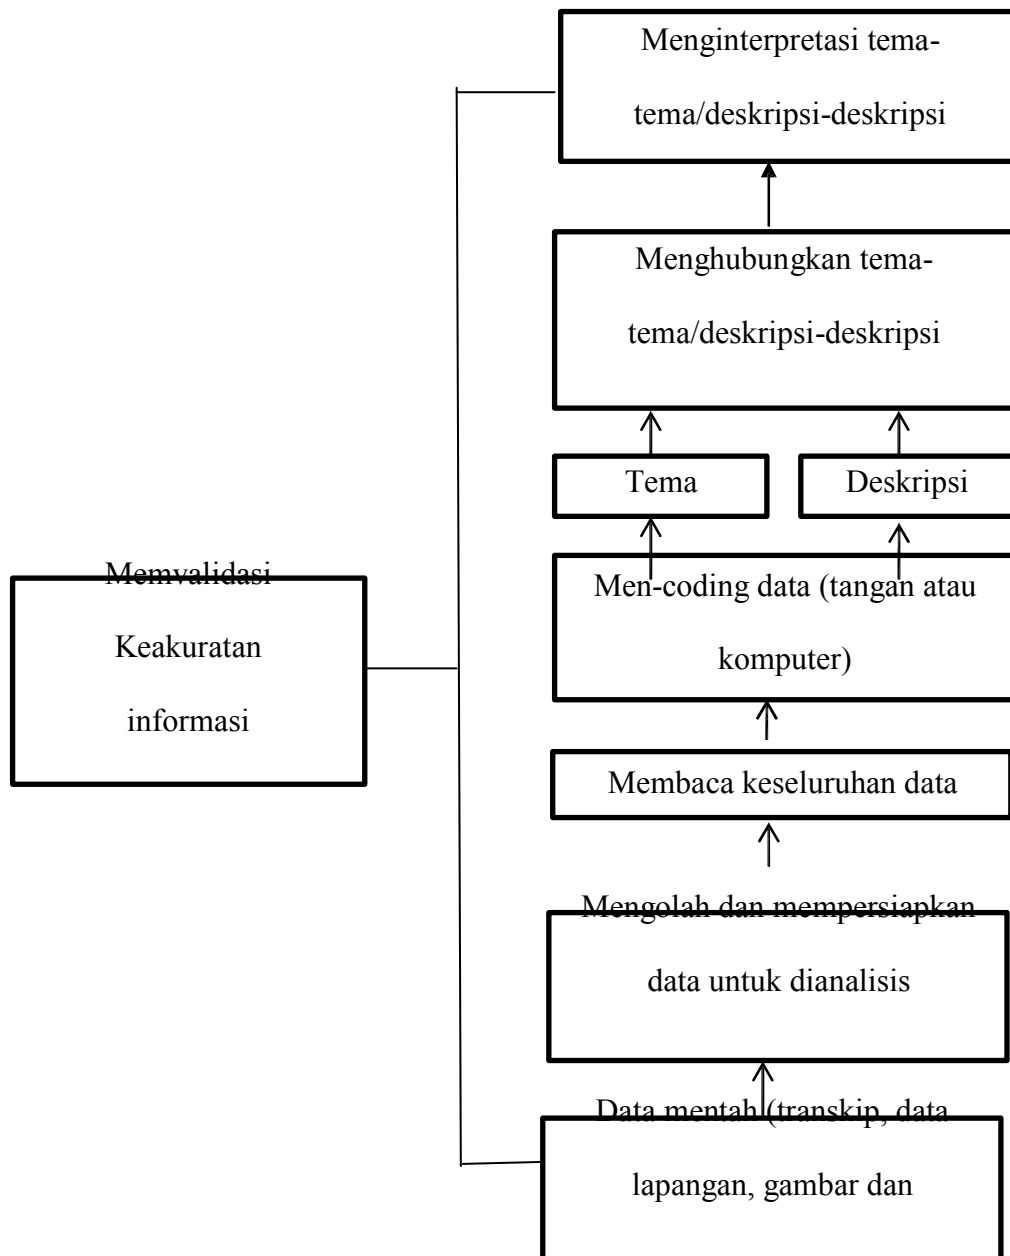 Menginterpretasi tema-
tema/deskripsi-deskripsi
Menghubungkan tema-
tema/deskripsi-deskripsi
Tema
Deskripsi
Memvalidasi
Keakuratan
informasi
Men-coding data (tangan atau
komputer)
Membaca keseluruhan data
Mengolah dan mempersiapkan
data untuk dianalisis
Data mentah (transkip, data
lapangan, gambar dan